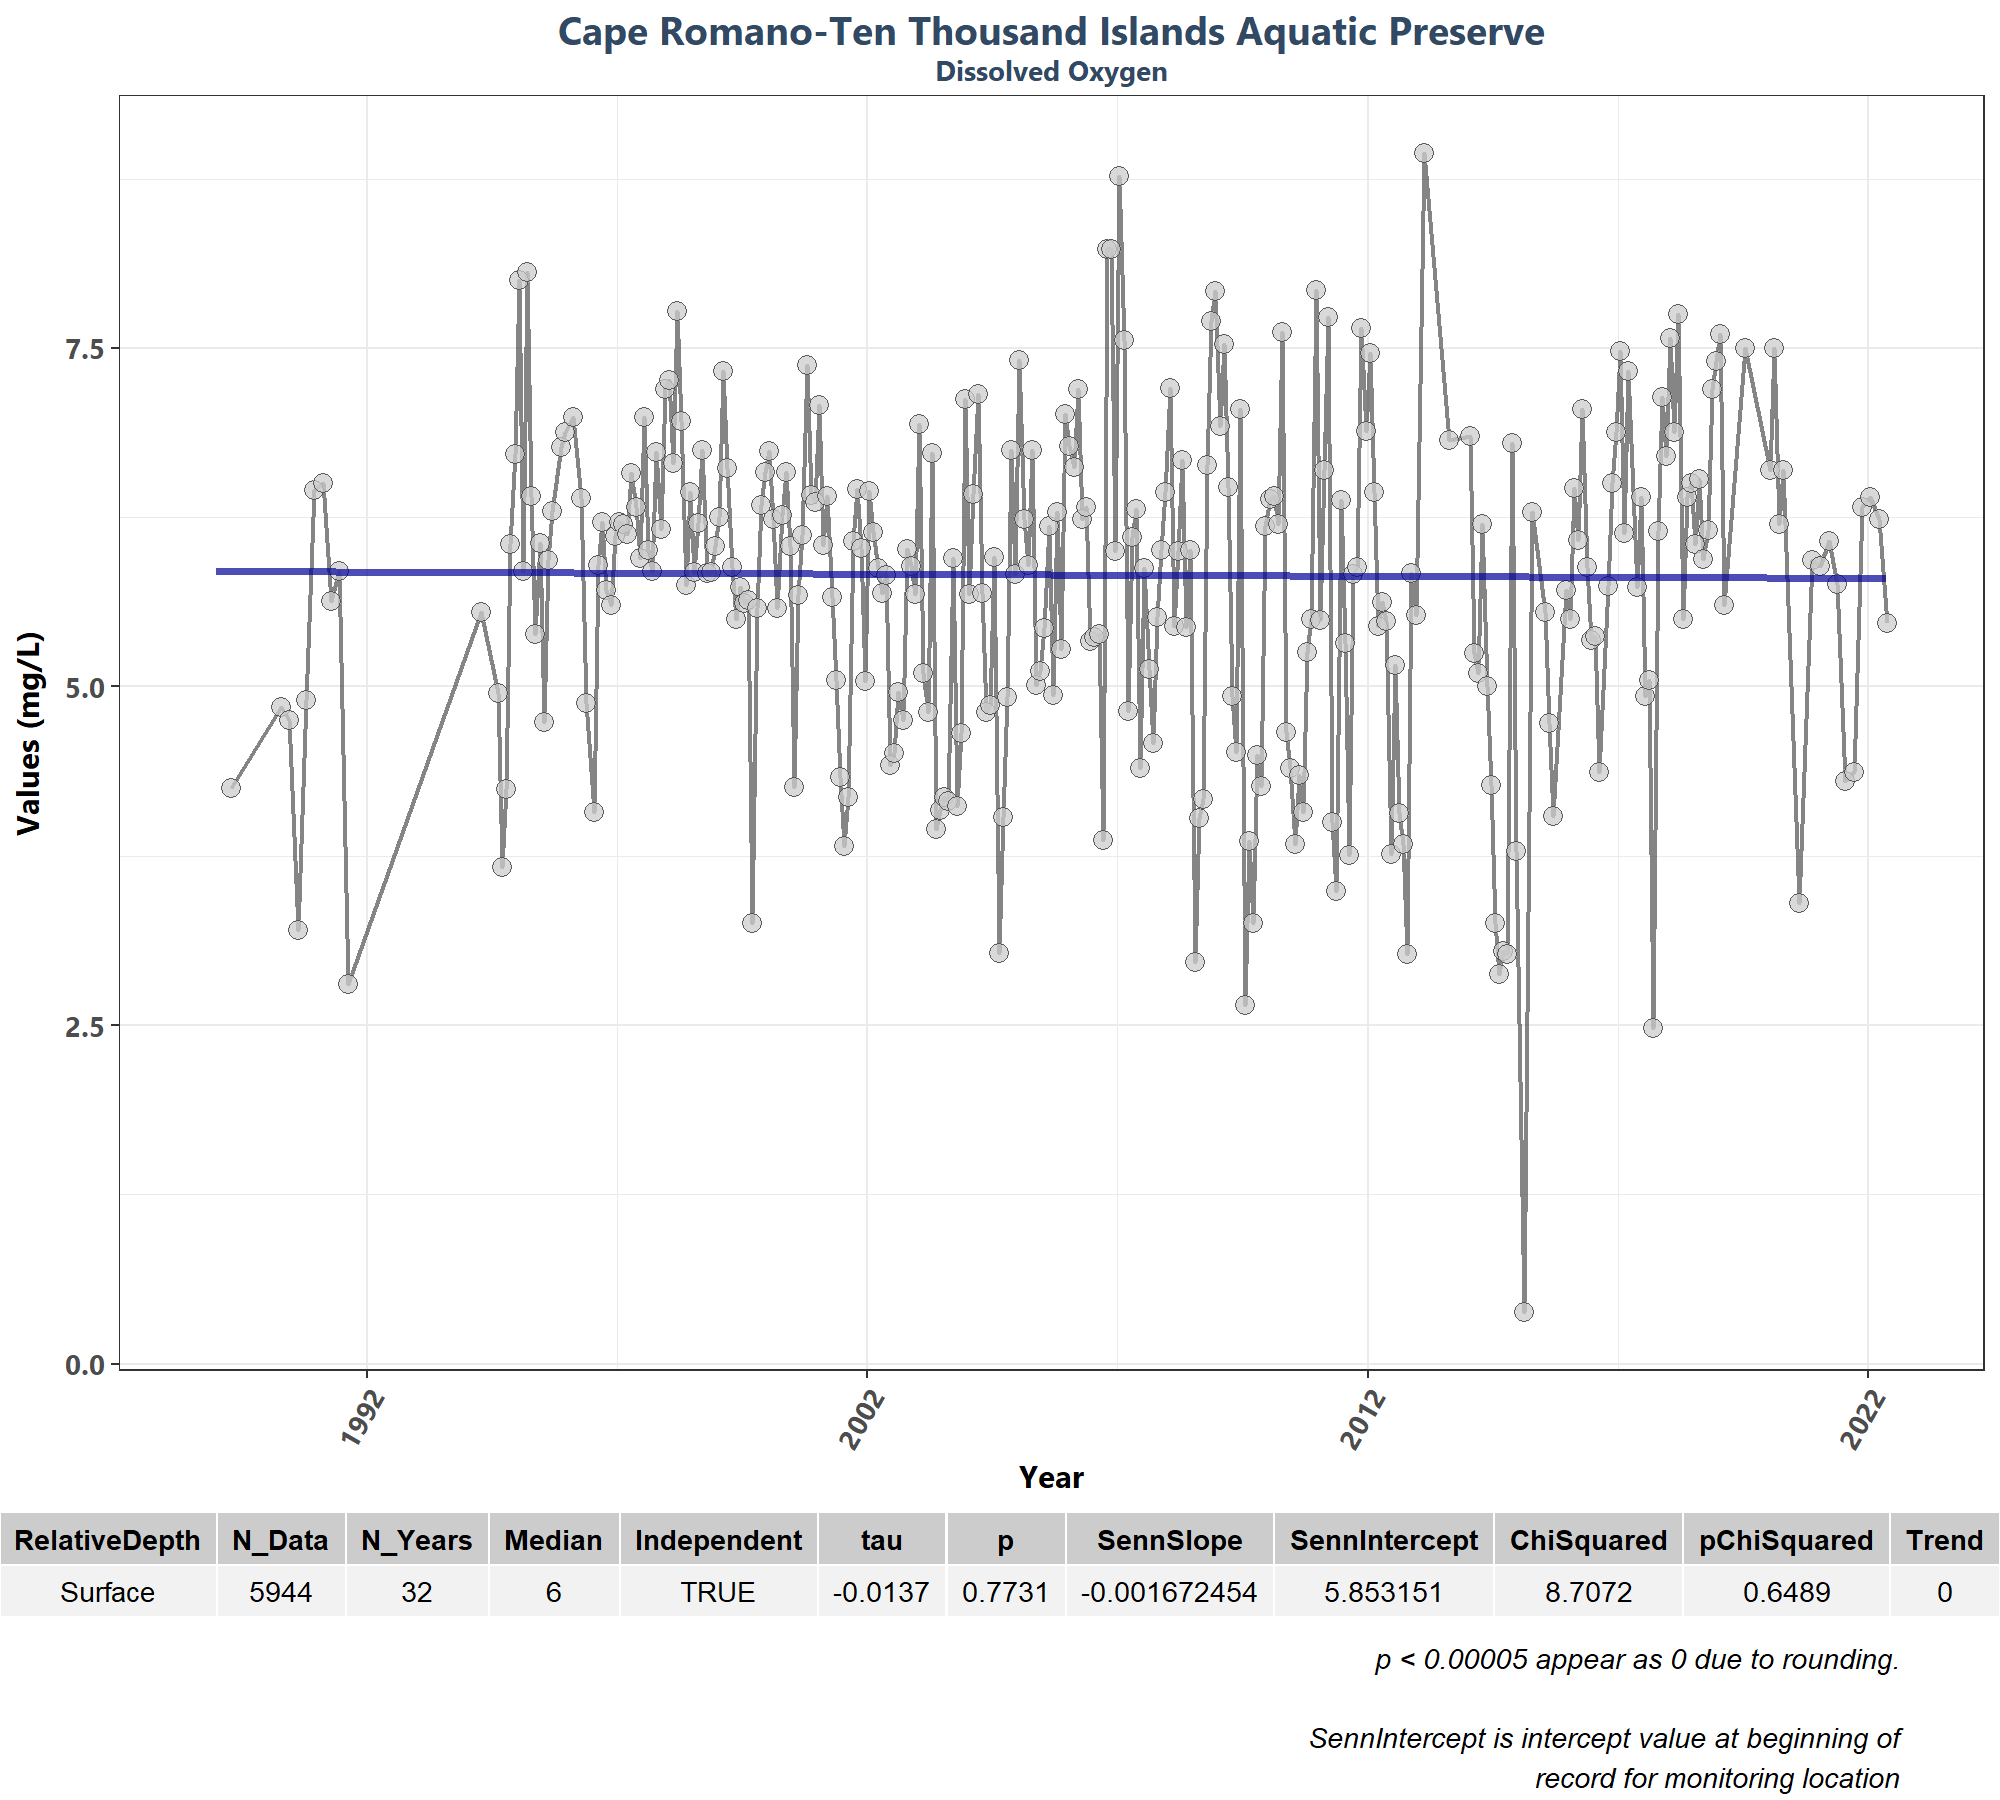 Cape Romano-Ten Thousand Islands Aquatic Preserve
Dissolved Oxygen
Values (mg/L)
7.5
5.0
2.5
0.0
1992 2002 2012 2022
Year
RelativeDepth N_Data N_Years Median Independent tau p SennSlope SennIntercept ChiSquared pChiSquared Trend
Surface 5944 32 6 TRUE -0.0137 0.7731 -0.001672454 5.853151 8.7072 0.6489 0
p < 0.00005 appear as 0 due to rounding.
SennIntercept is intercept value at beginning of
record for monitoring location